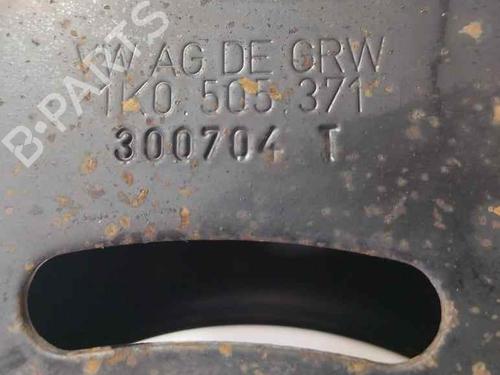 VW AG DE GRW
1K0.505.371
300704 T
B-PARTS